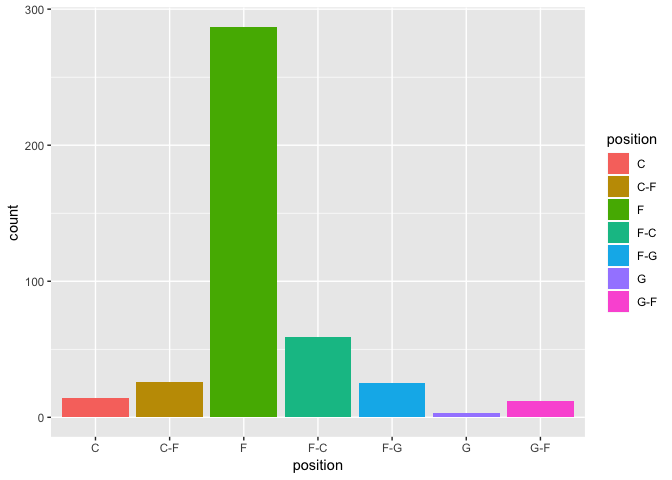 300
200
100
0
count
C C-F F F-C F-G G G-F
position
position
C
C-F
F
F-C
F-G
G
G-F